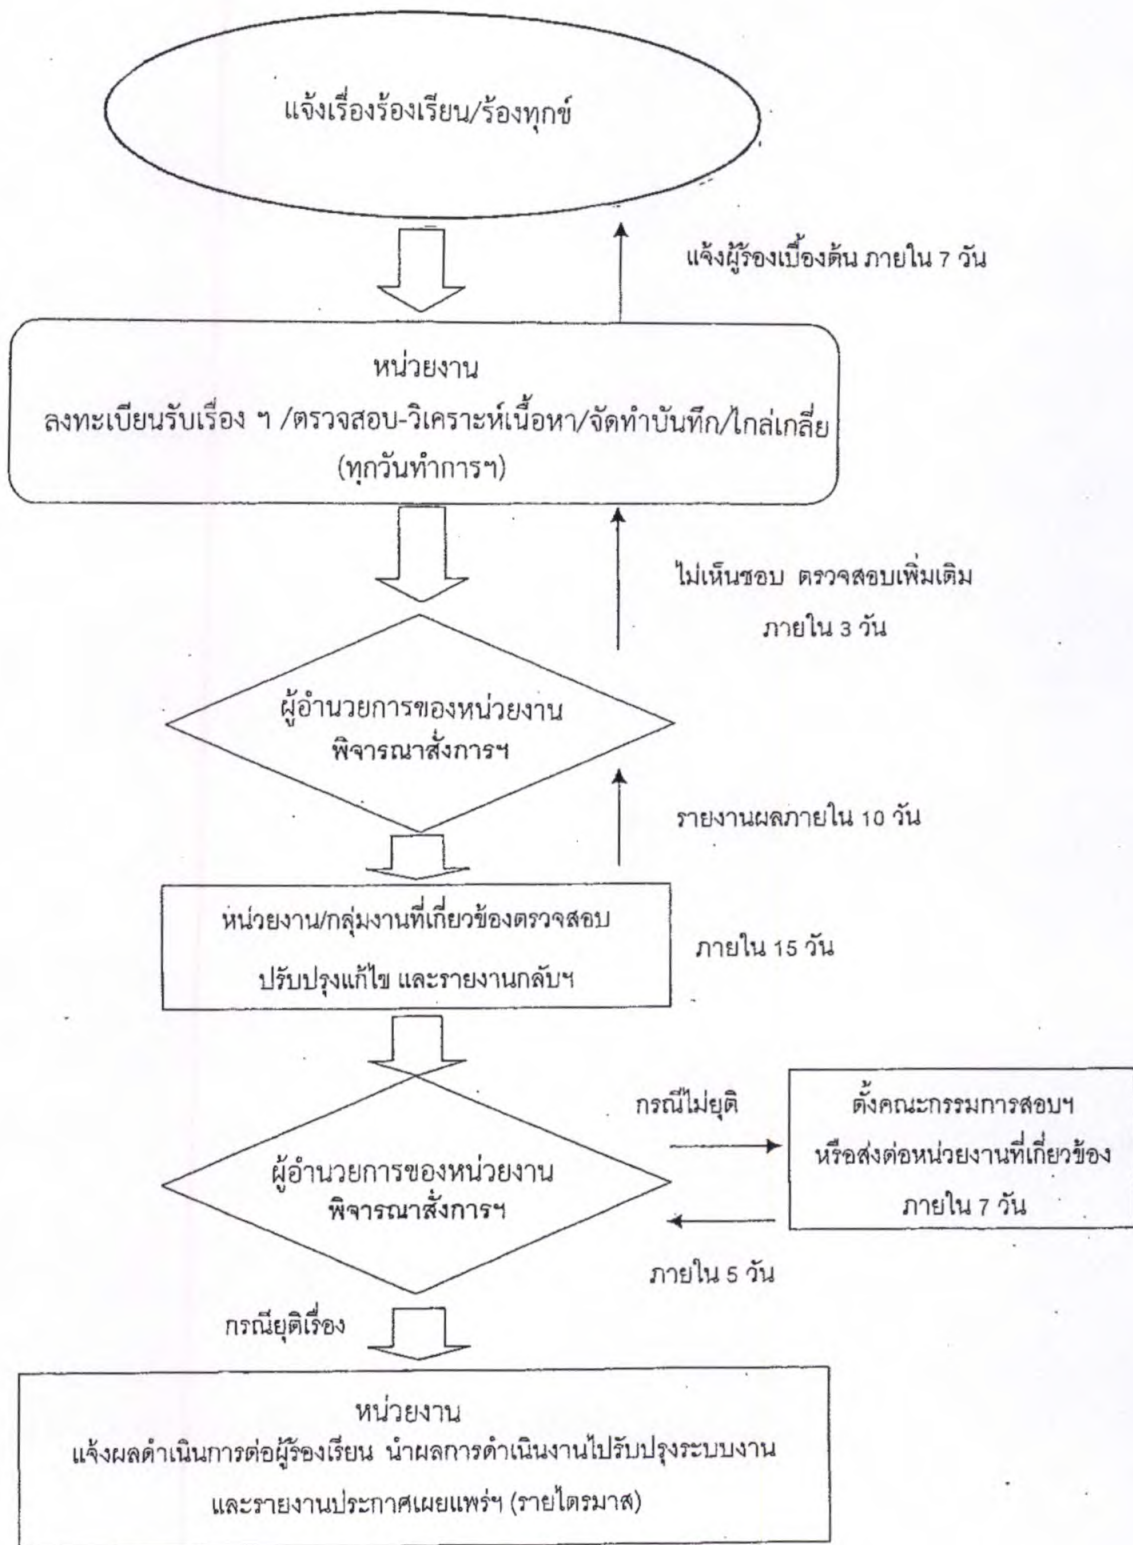 แจ้งเรื่องร้องเรียน/ร้องทุกข์
แจ้งผู้ร้องเบื้องต้น ภายใน 7 วัน
หน่วยงาน
ลงทะเบียนรับเรื่อง ฯ /ตรวจสอบ-วิเคราะห์เนื้อหา/จัดทำบันทึก/ไกล่เกลี่ย
(ทุกวันทำการฯ)
ไม่เห็นชอบ ตรวจสอบเพิ่มเติม
ภายใน 3 วัน
ผู้อำนวยการของหน่วยงาน
พิจารณาสั่งการฯ
รายงานผลภายใน 10 วัน
หน่วยงาน/กลุ่มงานที่เกี่ยวข้องตรวจสอบ
ปรับปรุงแก้ไข และรายงานกลับฯ
ภายใน 15 วัน
ผู้อำนวยการของหน่วยงาน
พิจารณาสั่งการฯ
กรณีไม่ยุติ
ตั้งคณะกรรมการสอบฯ
หรือส่งต่อหน่วยงานที่เกี่ยวข้อง
ภายใน 7 วัน
ภายใน 5 วัน
กรณียุติเรื่อง
หน่วยงาน
แจ้งผลดำเนินการต่อผู้ร้องเรียน นำผลการดำเนินงานไปปรับปรุงระบบงาน
และรายงานประกาศเผยแพร่ฯ (รายไตรมาส)